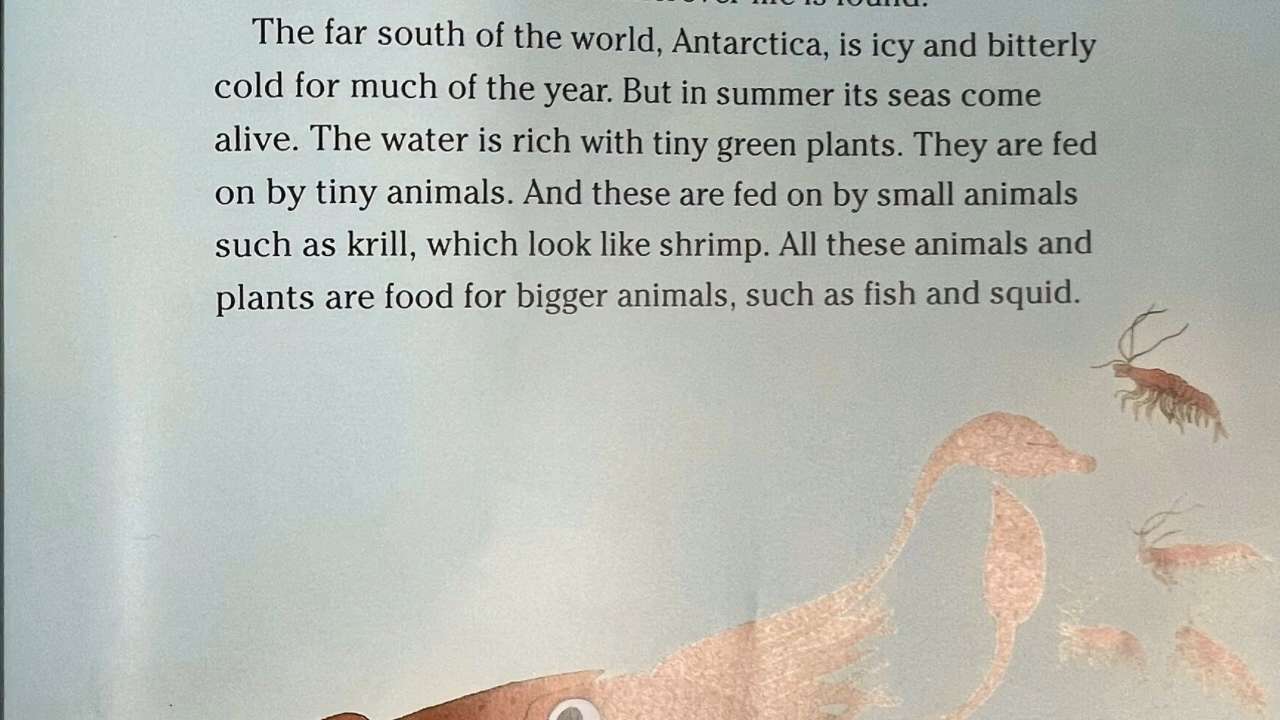 life is found.
The far south of the world, Antarctica, is icy and bitterly
cold for much of the year. But in summer its seas come
alive. The water is rich with tiny green plants. They are fed
on by tiny animals. And these are fed on by small animals
such as krill, which look like shrimp. All these animals and
plants are food for bigger animals, such as fish and squid.